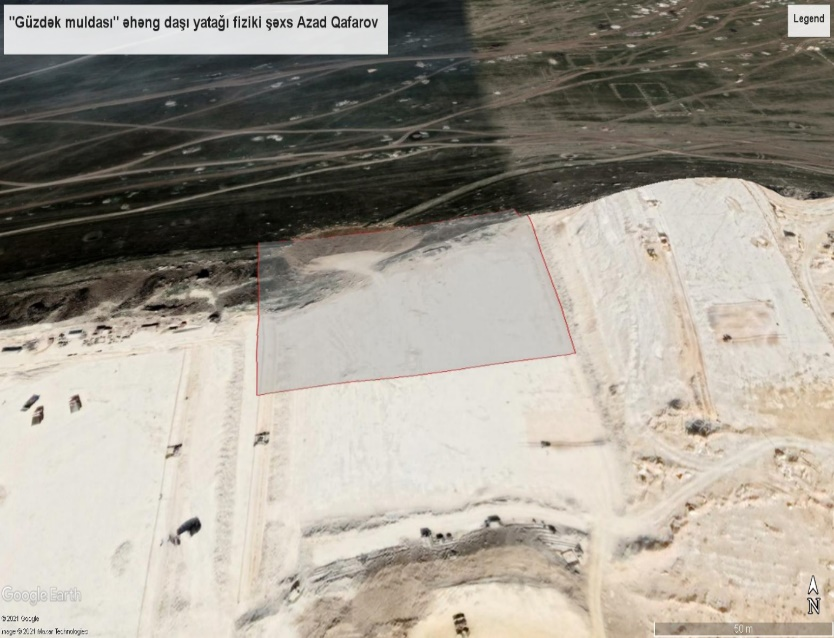 "Güzdək muldası" əhəng daşı yatağı fiziki şəxs Azad Qafarov
Legend
Google Earth
©2021 Google
Image © 2021 Maxar Technologies
N
50 m